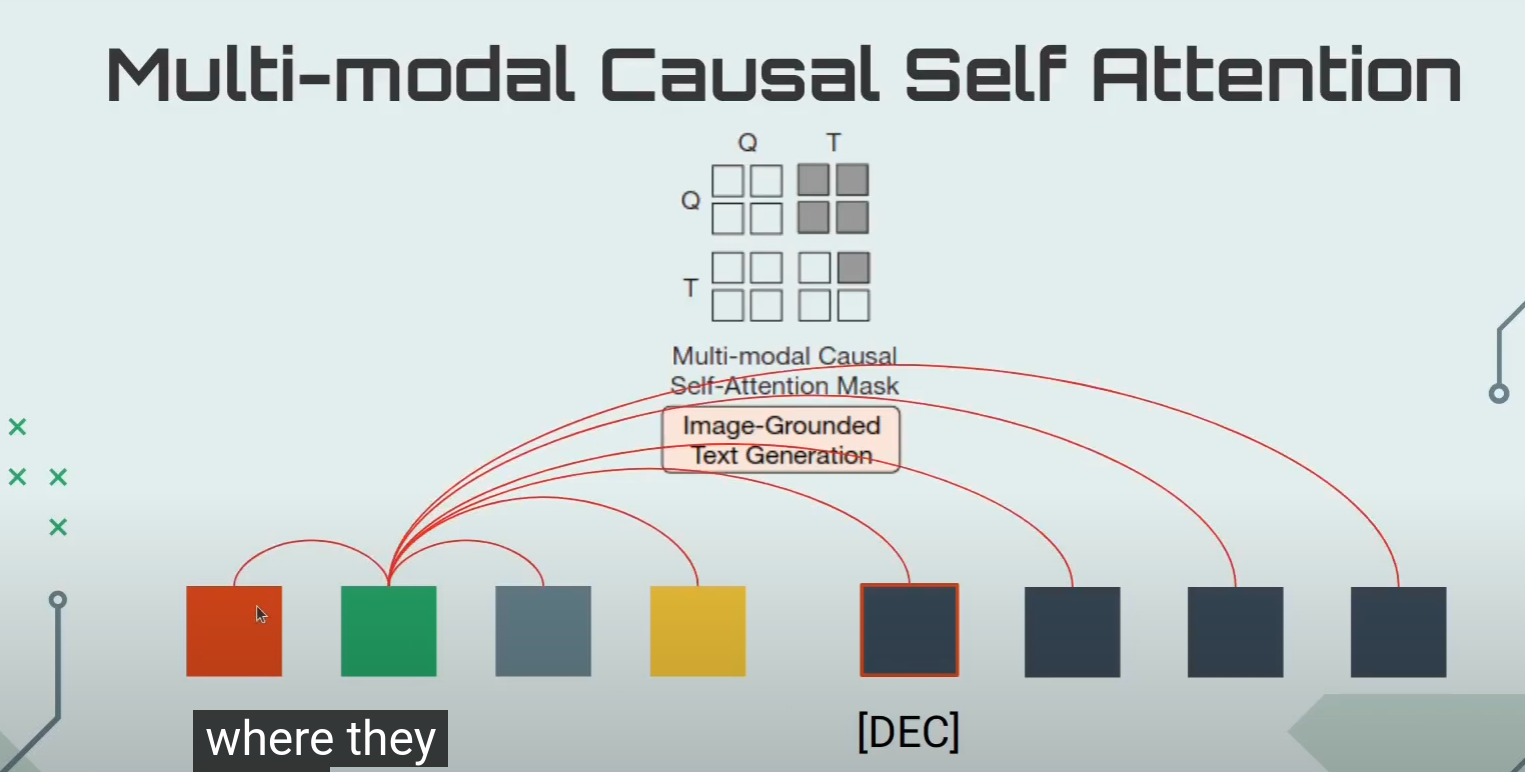 Multi-modal Causal Self Attention
Q T
Q
T
Multi-modal Causal
Self-Attention Mask
Image-Grounded
Text Generation
[DEC]
where they